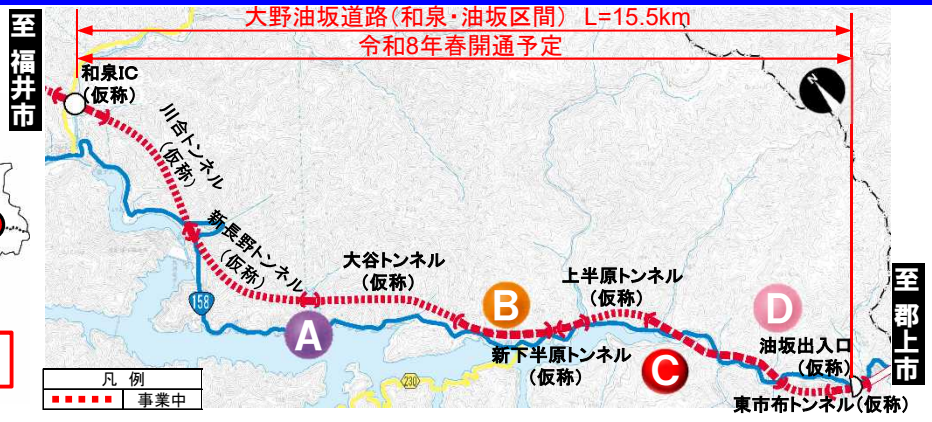 大野油坂道路(和泉・油坂区間) L=15.5km
令和8年春開通予定
至 福井市
和泉IC
(仮称)
川合トンネル
(仮称)
新長野トンネル
(仮称)
大谷トンネル
(仮称)
上半原トンネル
(仮称)
N
158
A
B
C
D
新下半原トンネル
(仮称)
230
油坂出入口
(仮称)
至 郡上市
東市布トンネル(仮称)
凡 例
事業中